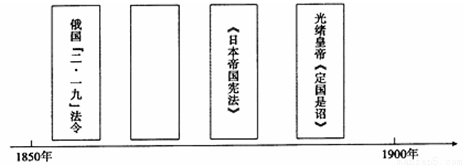 俄国「二·一九」法令
《日本帝国宪法》
光绪皇帝《定国是诏》
1850年
1900年